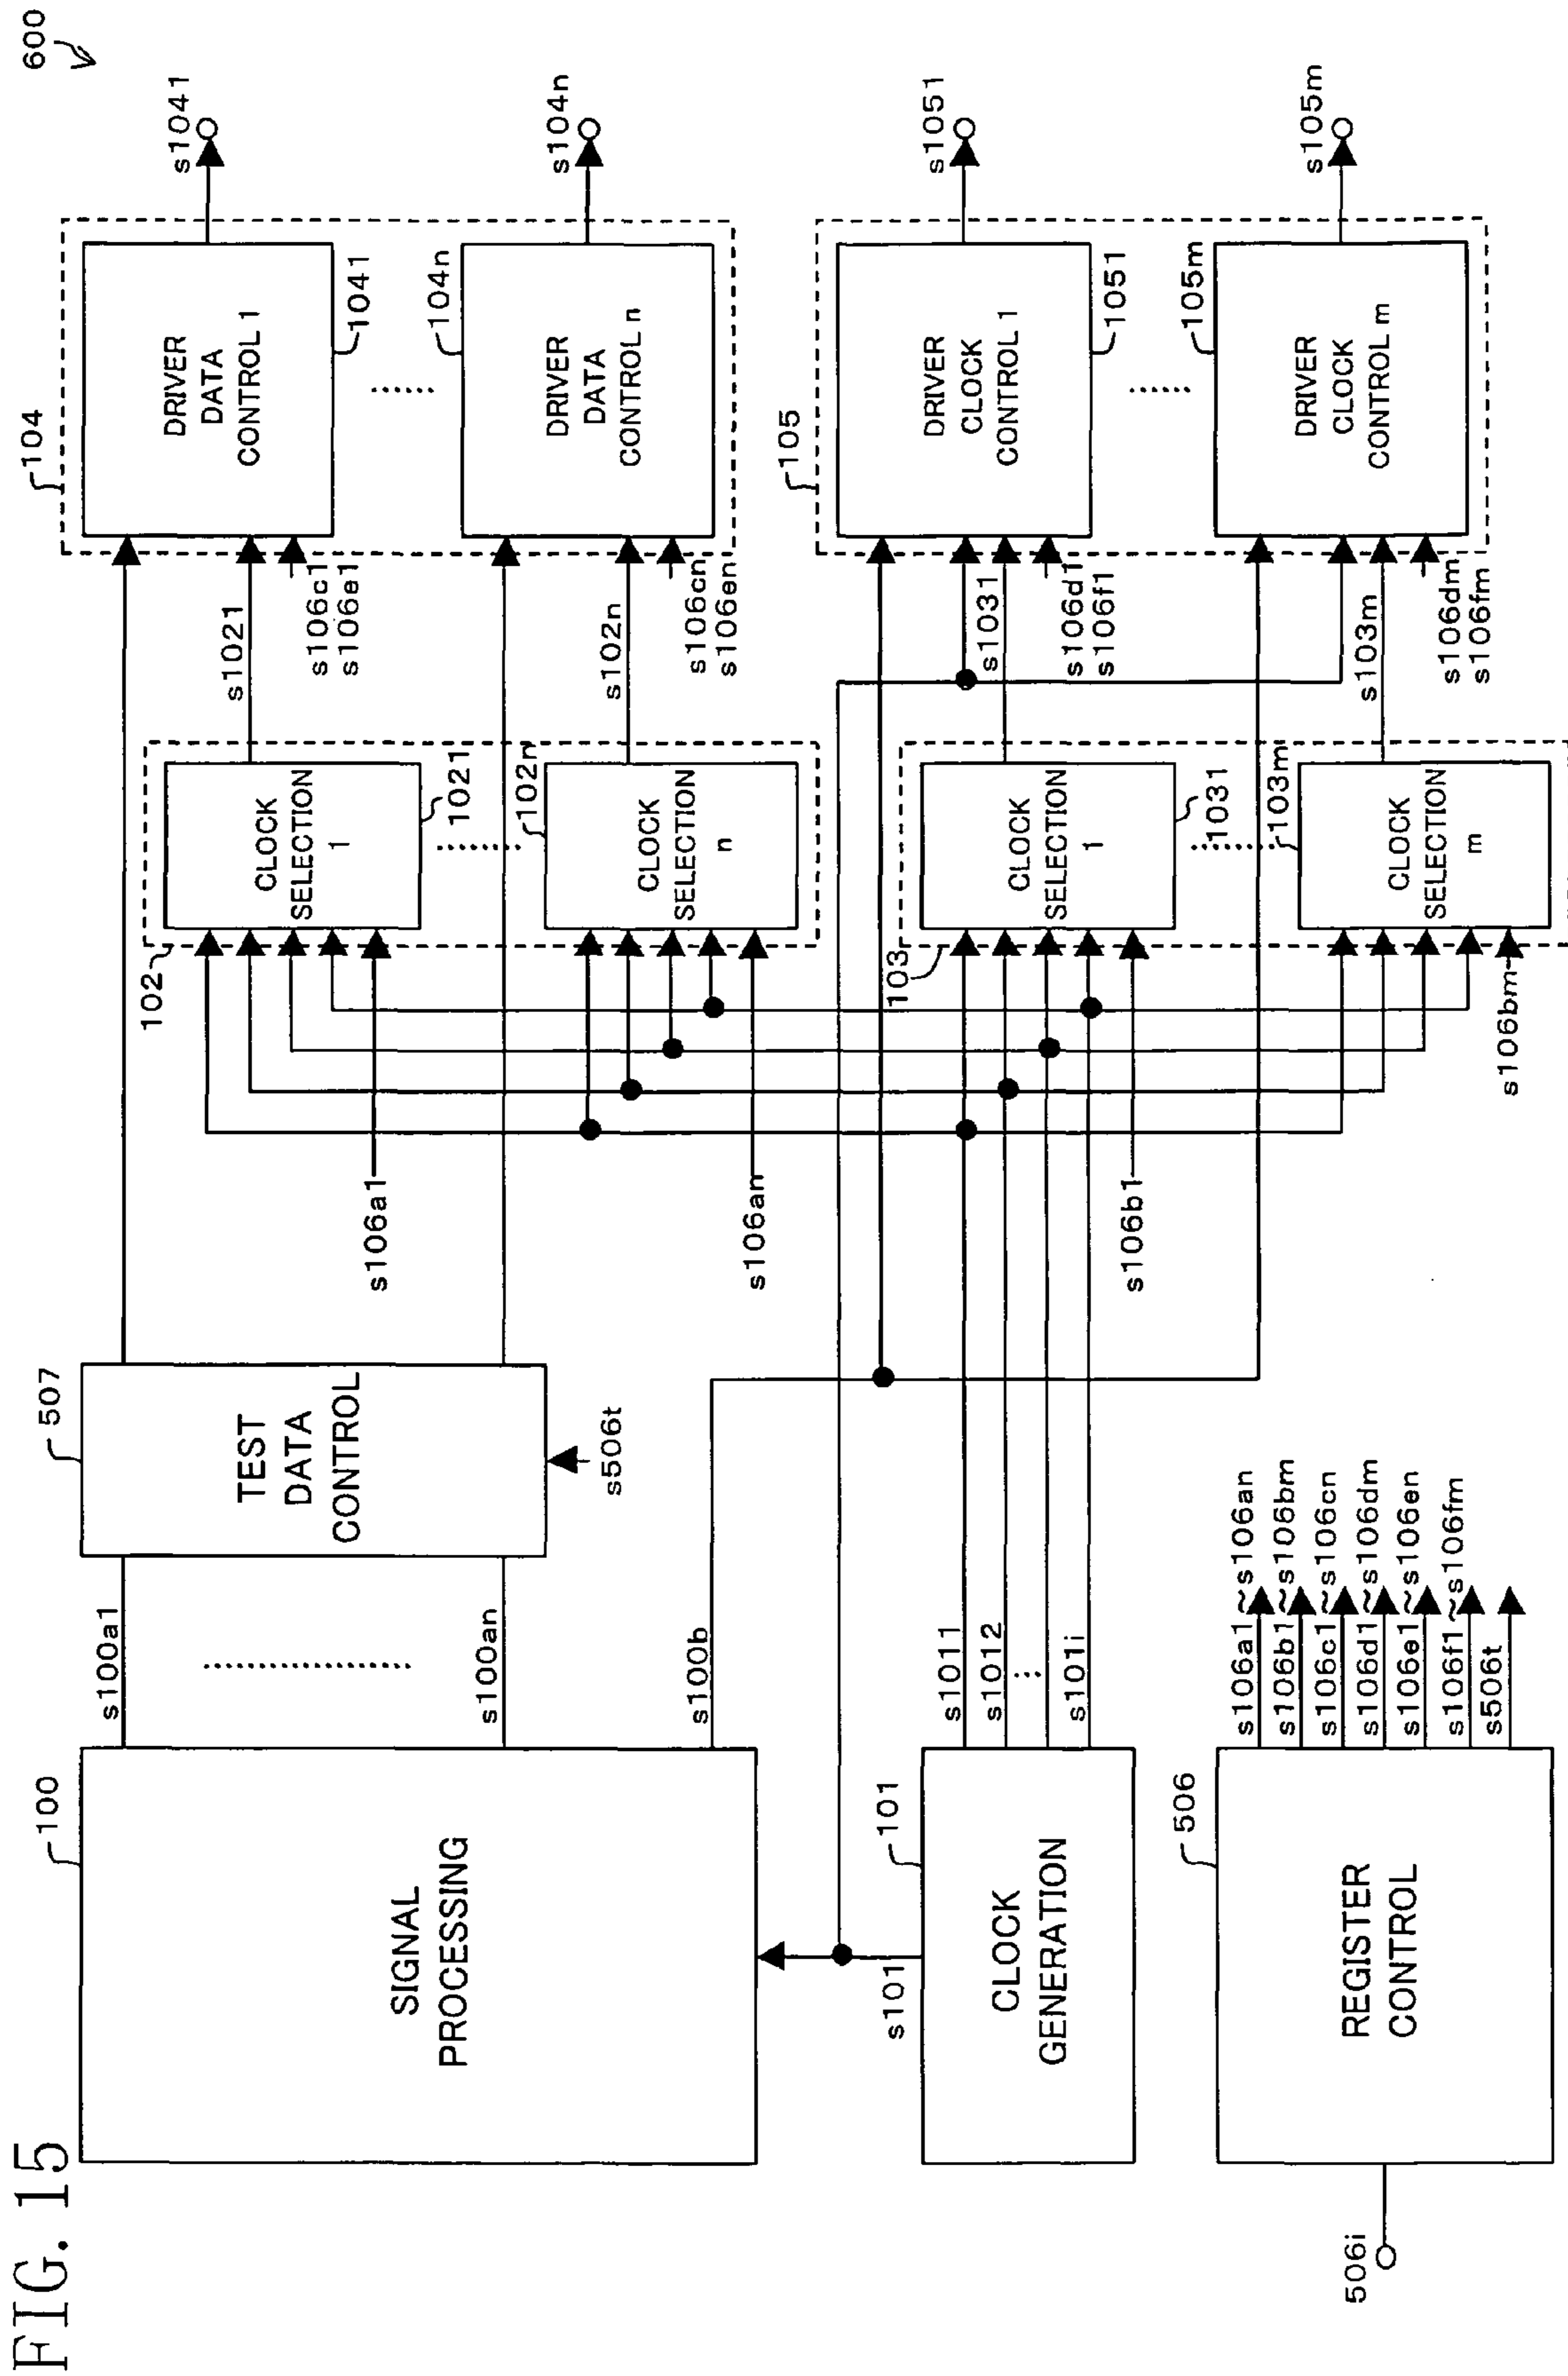 FIG. 15
600
100
SIGNAL
PROCESSING
s100a1
s100an
s100b
507
TEST
DATA
CONTROL
s506t
101
CLOCK
GENERATION
s101
s1011
s1012
s101i
506
REGISTER
CONTROL
506i
s106a1~s106an
s106b1~s106bm
s106c1~s106cn
s106d1~s106dm
s106e1~s106en
s106f1~s106fm
s506t
102
CLOCK
SELECTION
1
1021
s106a1
s1021
CLOCK
SELECTION
n
102n
s106an
s102n
103
CLOCK
SELECTION
1
1031
s106b1
s1031
CLOCK
SELECTION
m
103m
s106bm
s103m
104
DRIVER
DATA
CONTROL 1
1041
s106c1
s106e1
s1041
DRIVER
DATA
CONTROL n
104n
s106cn
s106en
s104n
105
DRIVER
CLOCK
CONTROL 1
1051
s106d1
s106f1
s1051
DRIVER
CLOCK
CONTROL m
105m
s106dm
s106fm
s105m